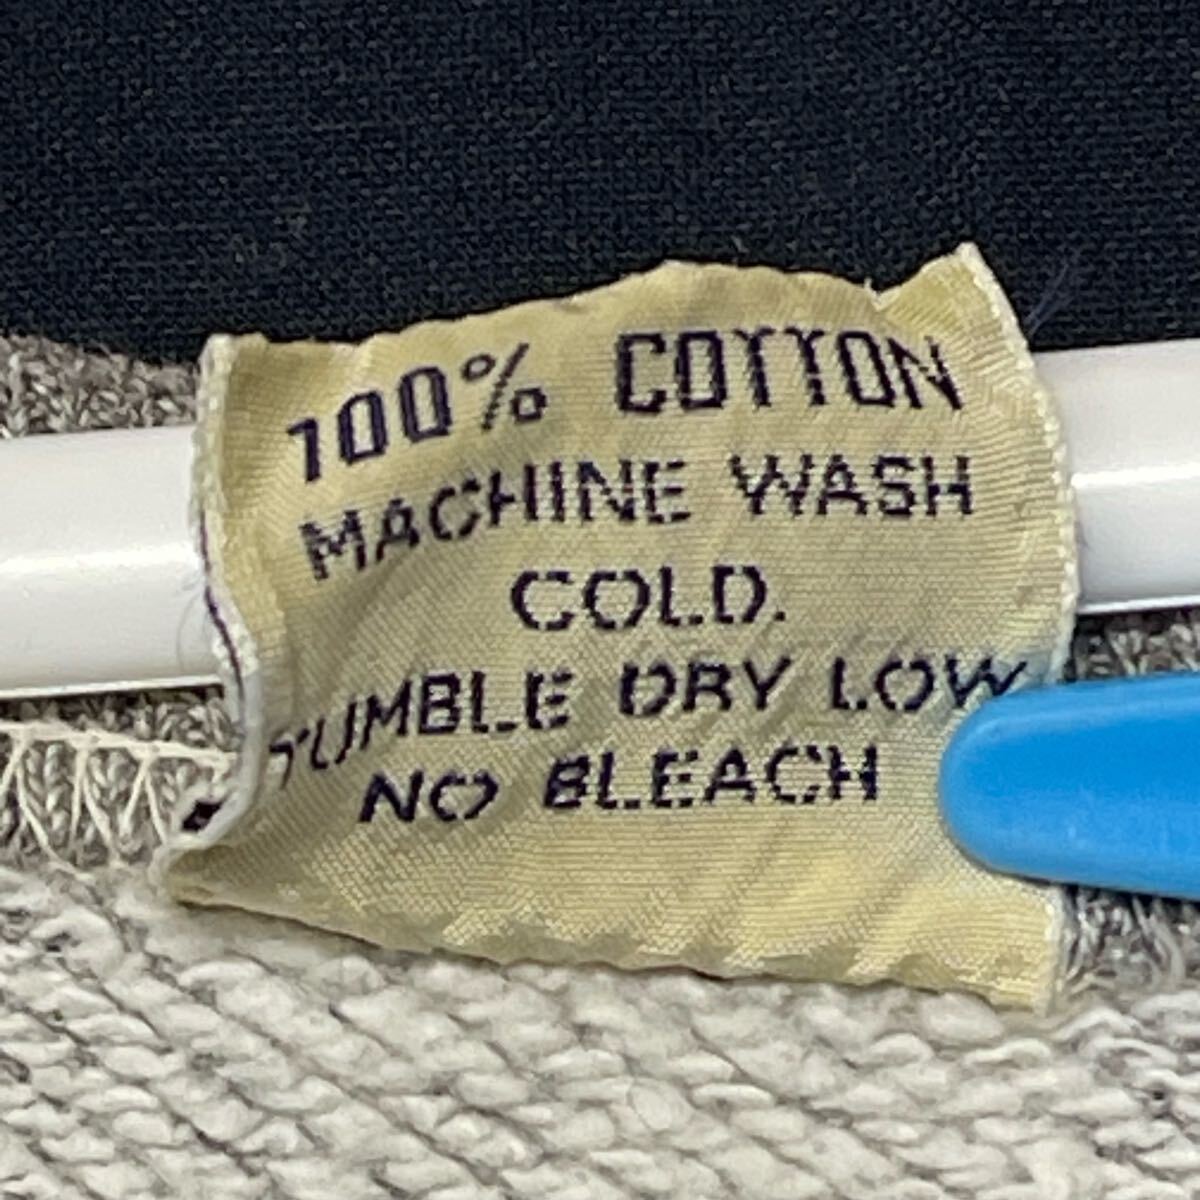 100% COTTON
MACHINE WASH
COLD.
TUMBLE DRY LOW
NO BLEACH